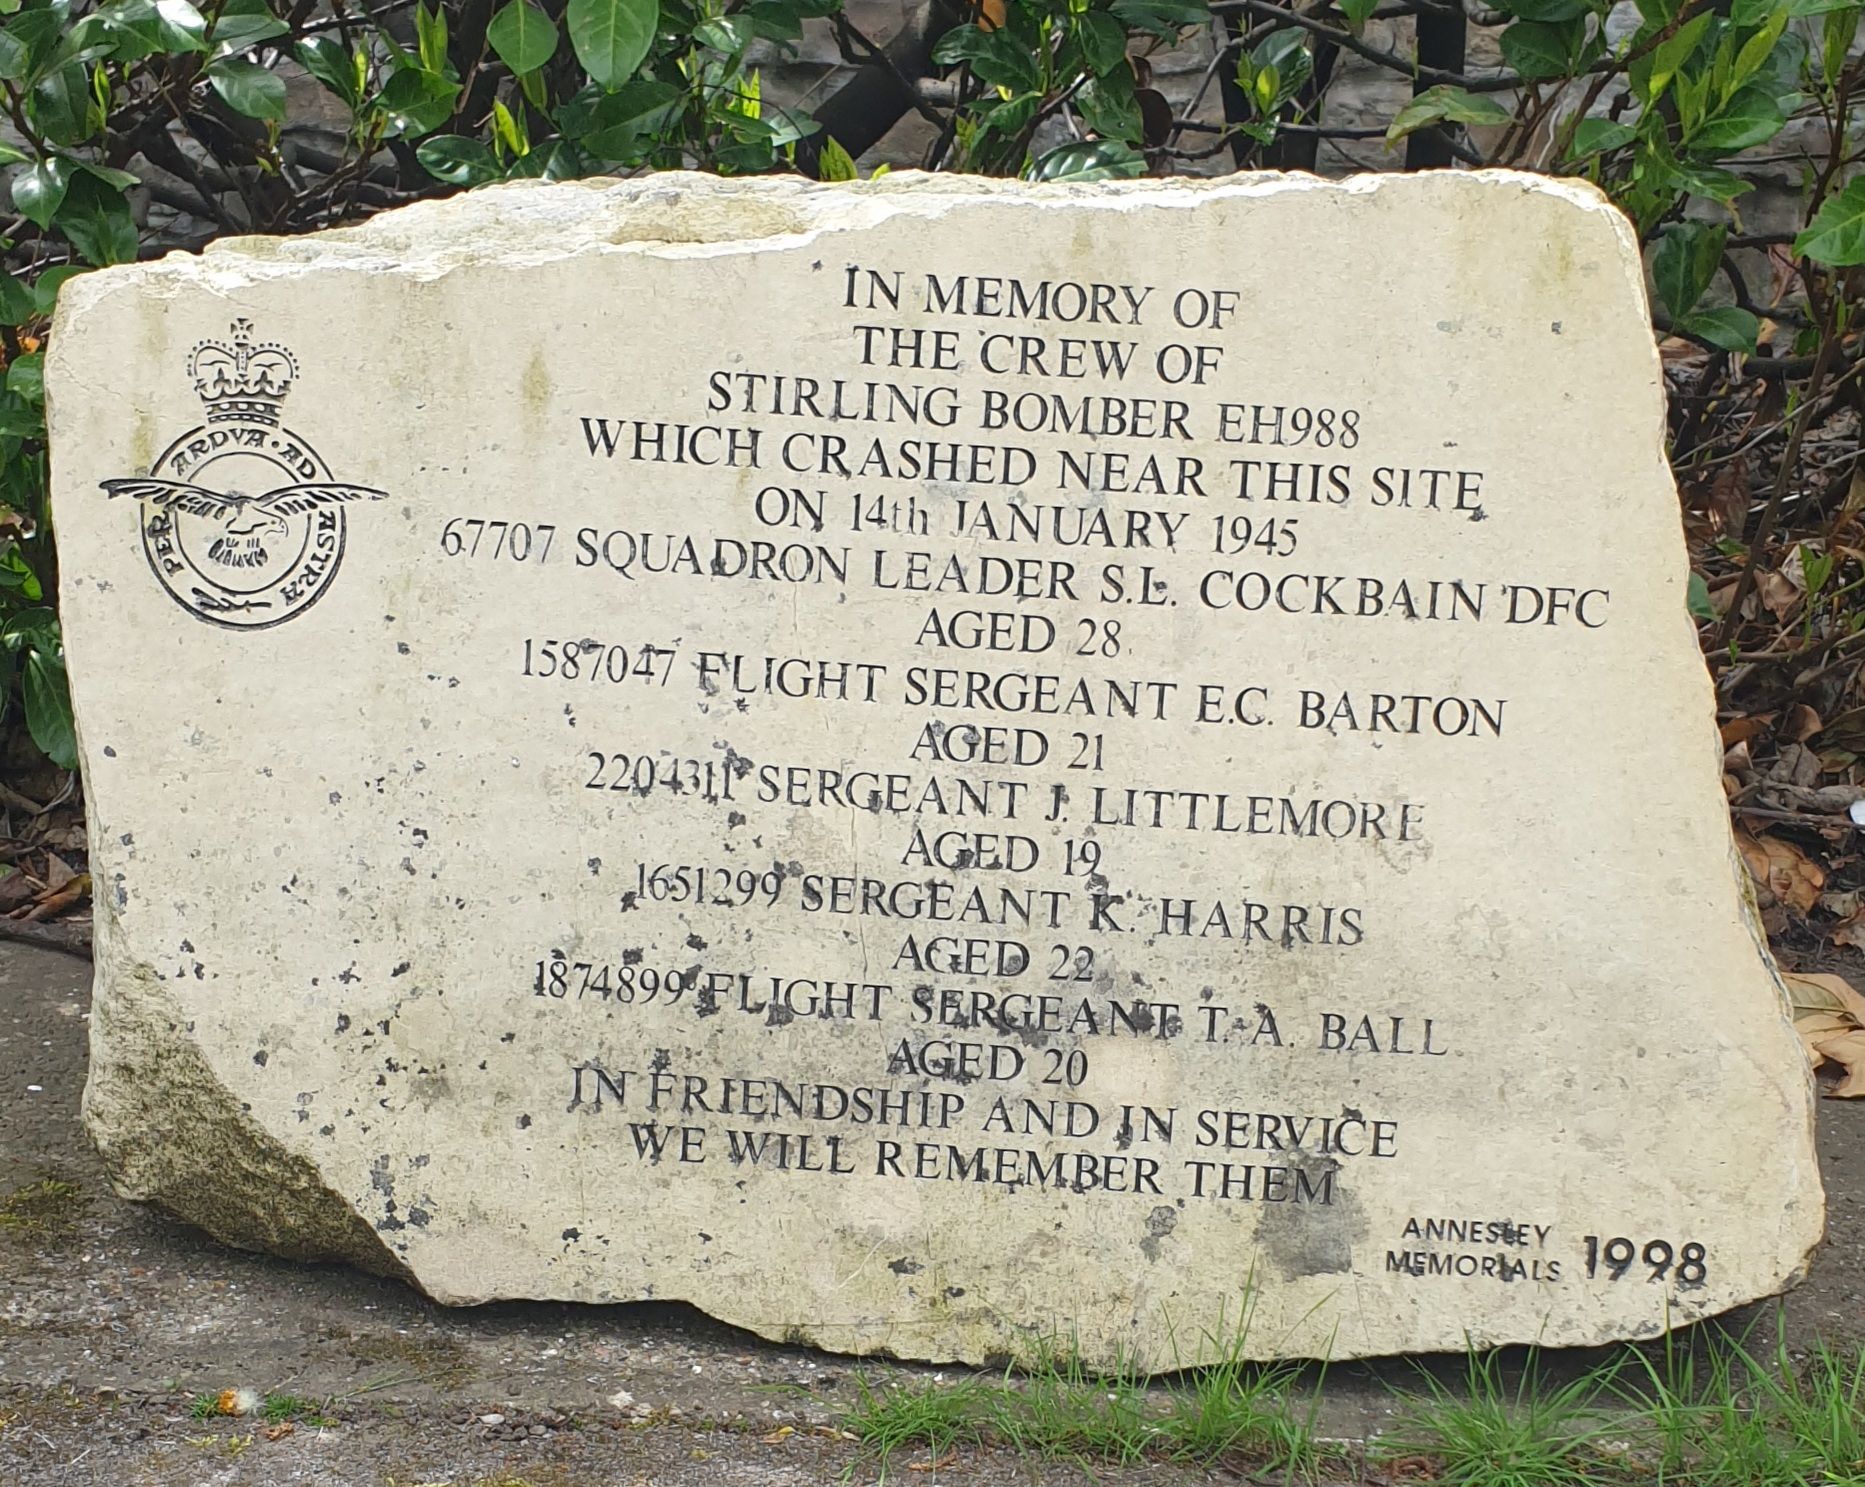 PER ARDVA · AD ASTRA
IN MEMORY OF
THE CREW OF
STIRLING BOMBER EH988
WHICH CRASHED NEAR THIS SITE
ON 14th JANUARY 1945
67707 SQUADRON LEADER S.L. COCKBAIN DFC
AGED 28
1587047 FLIGHT SERGEANT E.C. BARTON
AGED 21
2204311 SERGEANT J. LITTLEMORE
AGED 19
1651299 SERGEANT K. HARRIS
AGED 22
1874899 FLIGHT SERGEANT T. A. BALL
AGED 20
IN FRIENDSHIP AND IN SERVICE
WE WILL REMEMBER THEM
ANNESLEY
MEMORIALS 1998